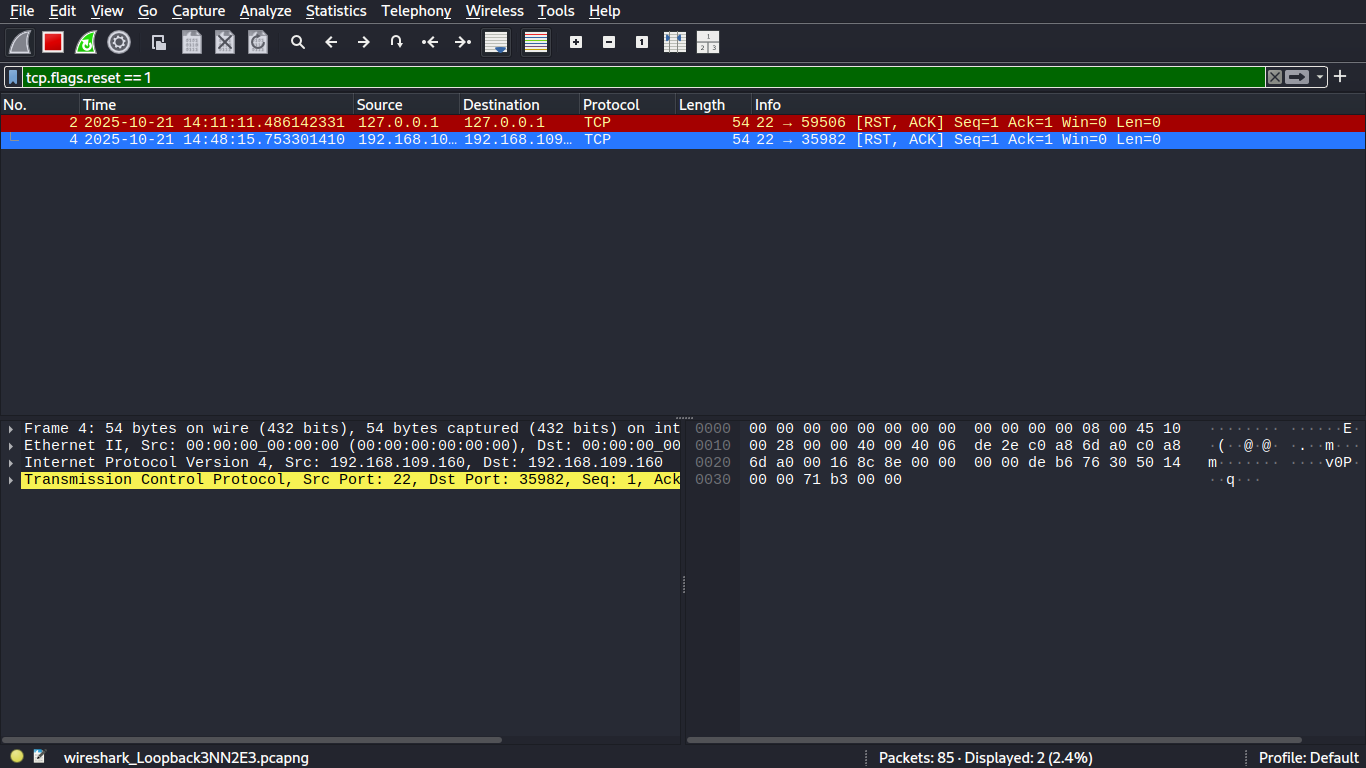 File Edit View Go Capture Analyze Statistics Telephony Wireless Tools Help
1
1
2 3
tcp.flags.reset == 1
No. Time Source Destination Protocol Length Info
2 2025-10-21 14:11:11.486142331 127.0.0.1 127.0.0.1 TCP 54 22 → 59506 [RST, ACK] Seq=1 Ack=1 Win=0 Len=0
4 2025-10-21 14:48:15.753301410 192.168.10… 192.168.109… TCP 54 22 → 35982 [RST, ACK] Seq=1 Ack=1 Win=0 Len=0
Frame 4: 54 bytes on wire (432 bits), 54 bytes captured (432 bits) on int
Ethernet II, Src: 00:00:00_00:00:00 (00:00:00:00:00:00), Dst: 00:00:00_00
Internet Protocol Version 4, Src: 192.168.109.160, Dst: 192.168.109.160
Transmission Control Protocol, Src Port: 22, Dst Port: 35982, Seq: 1, Ack
0000 00 00 00 00 00 00 00 00 00 00 00 00 08 00 45 10 ········ ······E·
0010 00 28 00 00 40 00 40 06 de 2e c0 a8 6d a0 c0 a8 ·(··@·@· ·.··m···
0020 6d a0 00 16 8c 8e 00 00 00 00 de b6 76 30 50 14 m······· ····v0P·
0030 00 00 71 b3 00 00 ··q···
wireshark_Loopback3NN2E3.pcapng
Packets: 85 · Displayed: 2 (2.4%)
Profile: Default